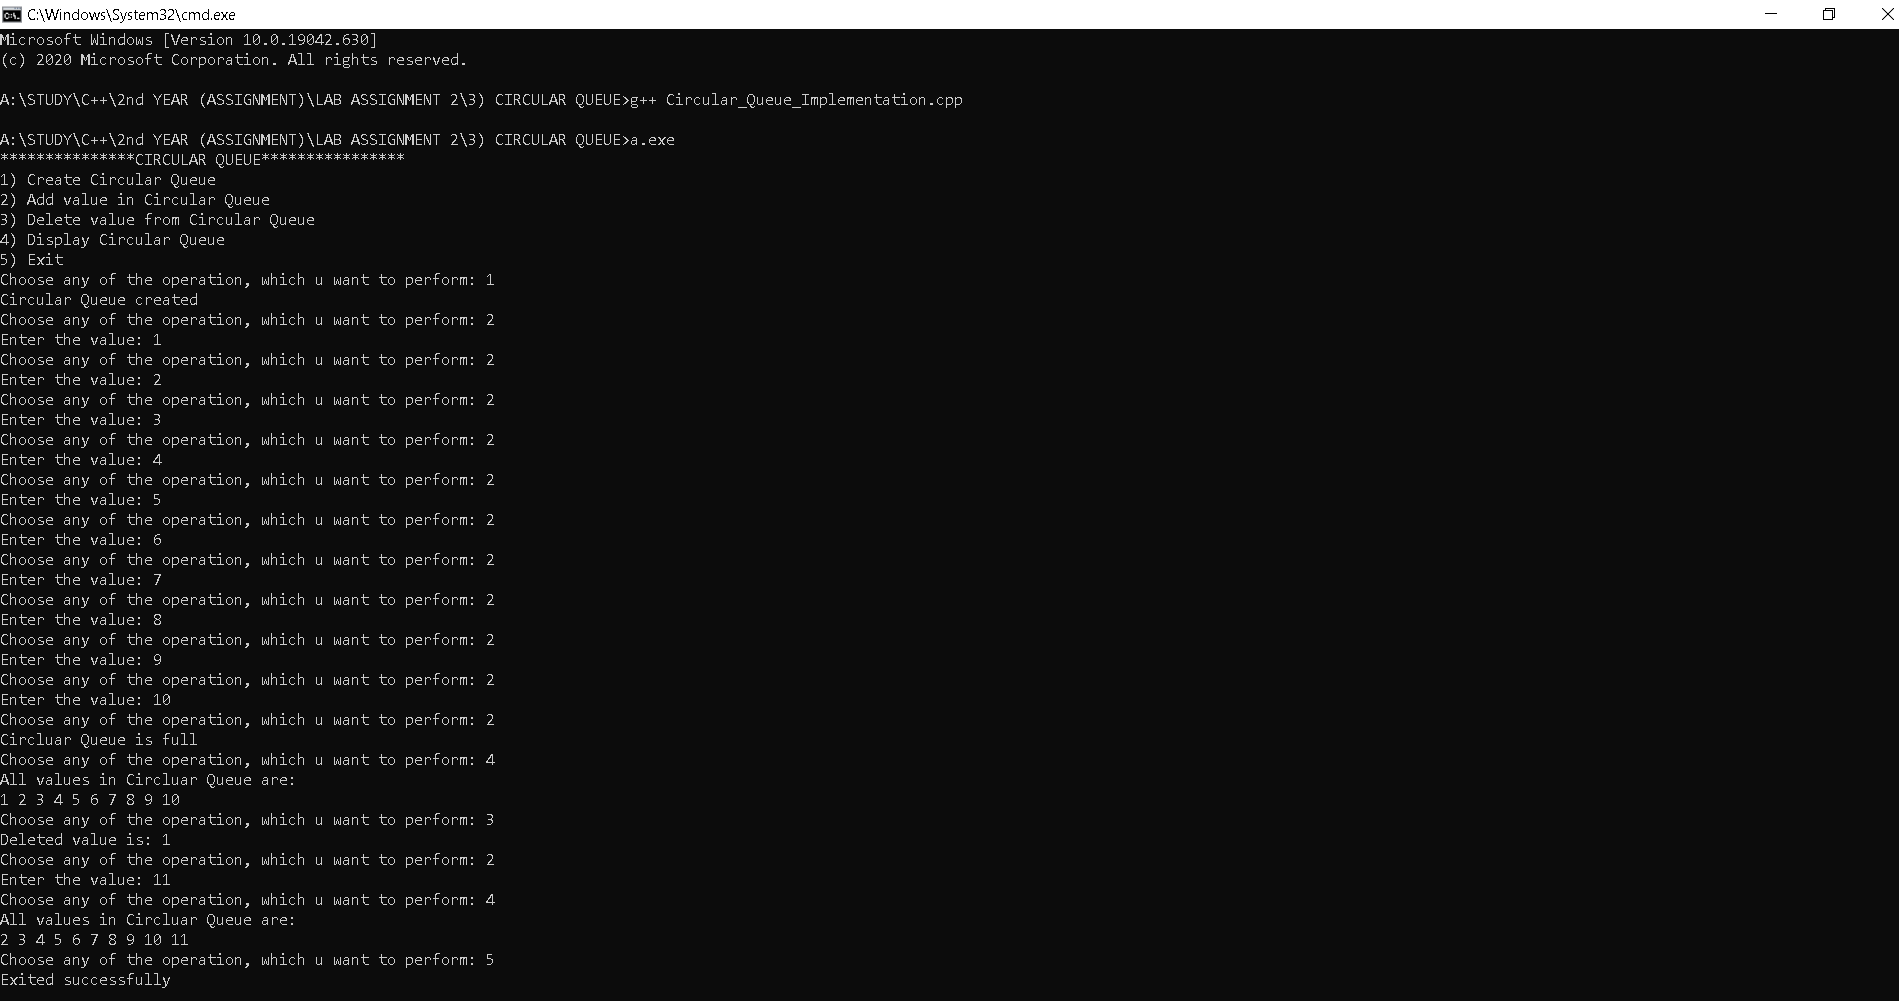 C:\Windows\System32\cmd.exe
Microsoft Windows [Version 10.0.19042.630]
(c) 2020 Microsoft Corporation. All rights reserved.
A:\STUDY\C++\2nd YEAR (ASSIGNMENT)\LAB ASSIGNMENT 2\3) CIRCULAR QUEUE>g++ Circular_Queue_Implementation.cpp
A:\STUDY\C++\2nd YEAR (ASSIGNMENT)\LAB ASSIGNMENT 2\3) CIRCULAR QUEUE>a.exe
***************CIRCULAR QUEUE****************
1) Create Circular Queue
2) Add value in Circular Queue
3) Delete value from Circular Queue
4) Display Circular Queue
5) Exit
Choose any of the operation, which u want to perform: 1
Circular Queue created
Choose any of the operation, which u want to perform: 2
Enter the value: 1
Choose any of the operation, which u want to perform: 2
Enter the value: 2
Choose any of the operation, which u want to perform: 2
Enter the value: 3
Choose any of the operation, which u want to perform: 2
Enter the value: 4
Choose any of the operation, which u want to perform: 2
Enter the value: 5
Choose any of the operation, which u want to perform: 2
Enter the value: 6
Choose any of the operation, which u want to perform: 2
Enter the value: 7
Choose any of the operation, which u want to perform: 2
Enter the value: 8
Choose any of the operation, which u want to perform: 2
Enter the value: 9
Choose any of the operation, which u want to perform: 2
Enter the value: 10
Choose any of the operation, which u want to perform: 2
Circluar Queue is full
Choose any of the operation, which u want to perform: 4
All values in Circluar Queue are:
1 2 3 4 5 6 7 8 9 10
Choose any of the operation, which u want to perform: 3
Deleted value is: 1
Choose any of the operation, which u want to perform: 2
Enter the value: 11
Choose any of the operation, which u want to perform: 4
All values in Circluar Queue are:
2 3 4 5 6 7 8 9 10 11
Choose any of the operation, which u want to perform: 5
Exited successfully